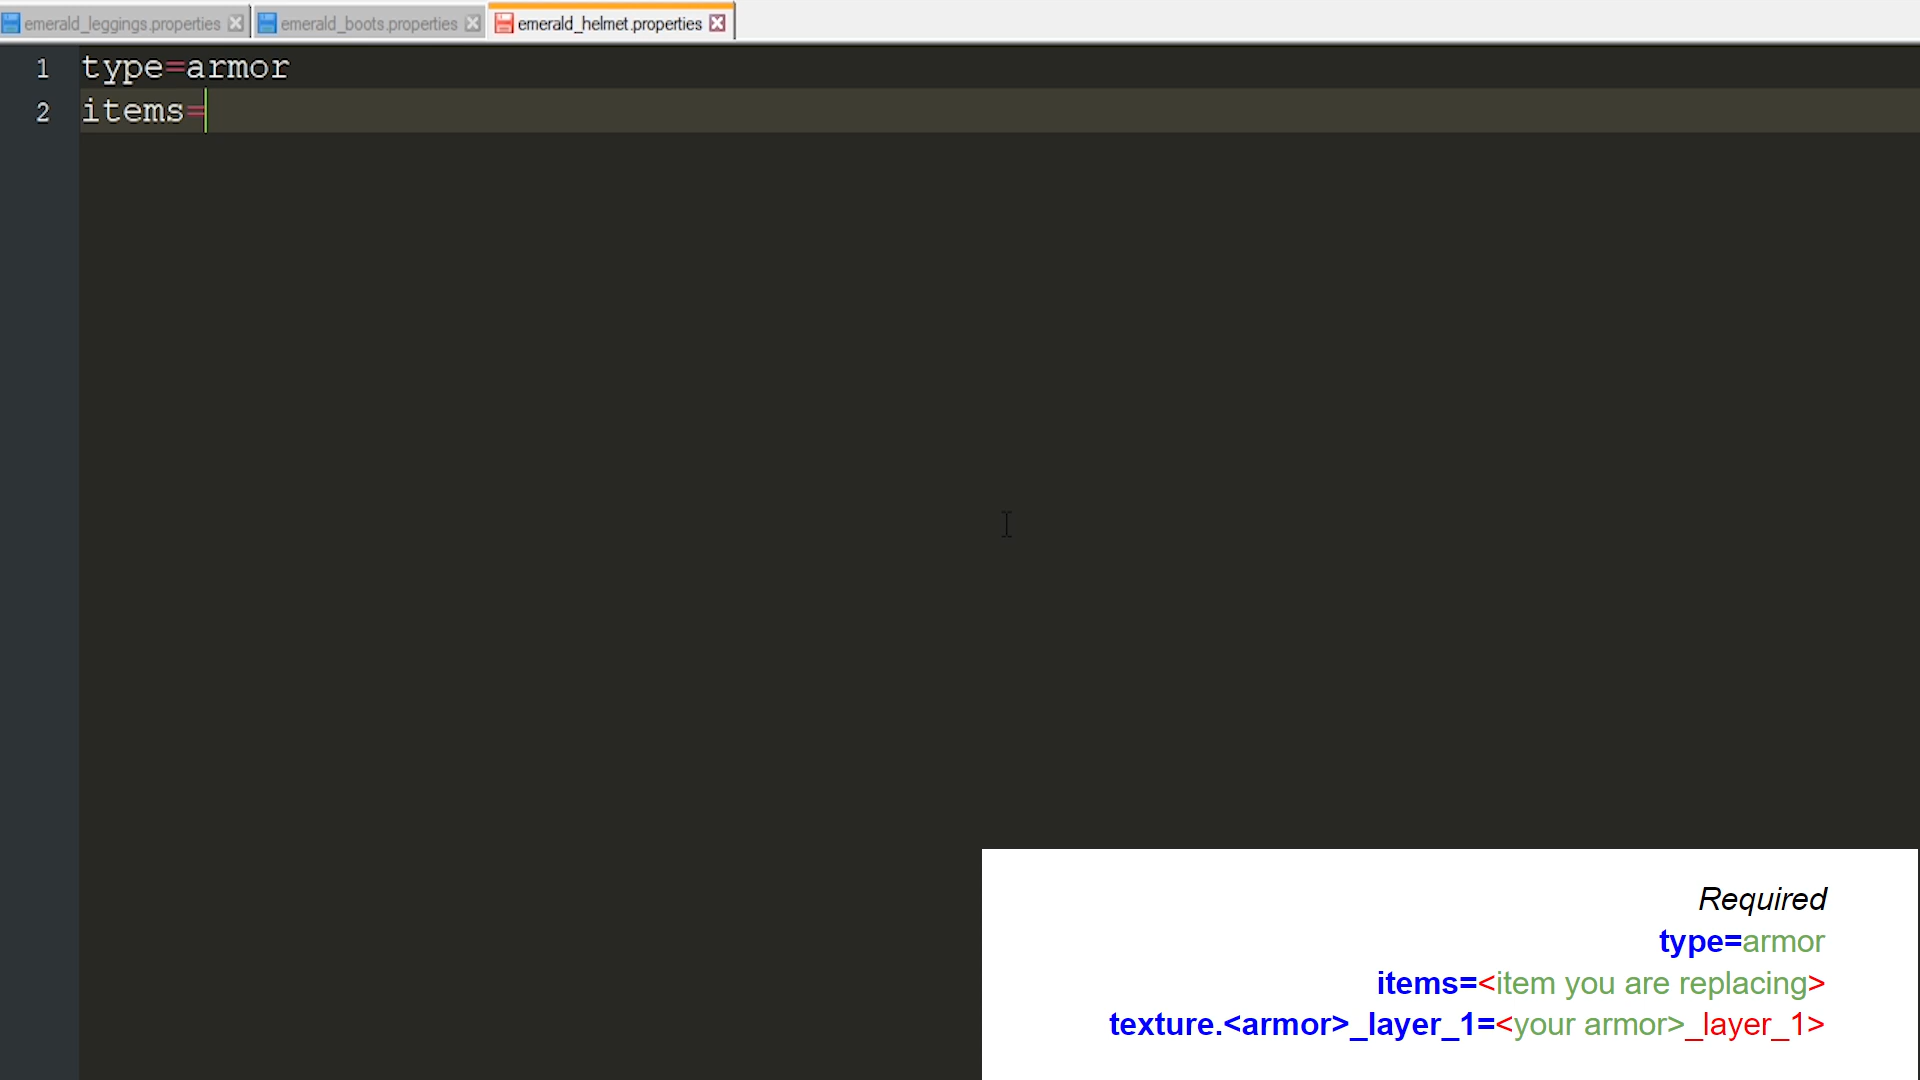 emerald_leggings.properties emerald_boots.properties emerald_helmet.properties
1 type=armor
2 items=
Required
type=armor
items=<item you are replacing>
texture.<armor>_layer_1=<your armor>_layer_1>